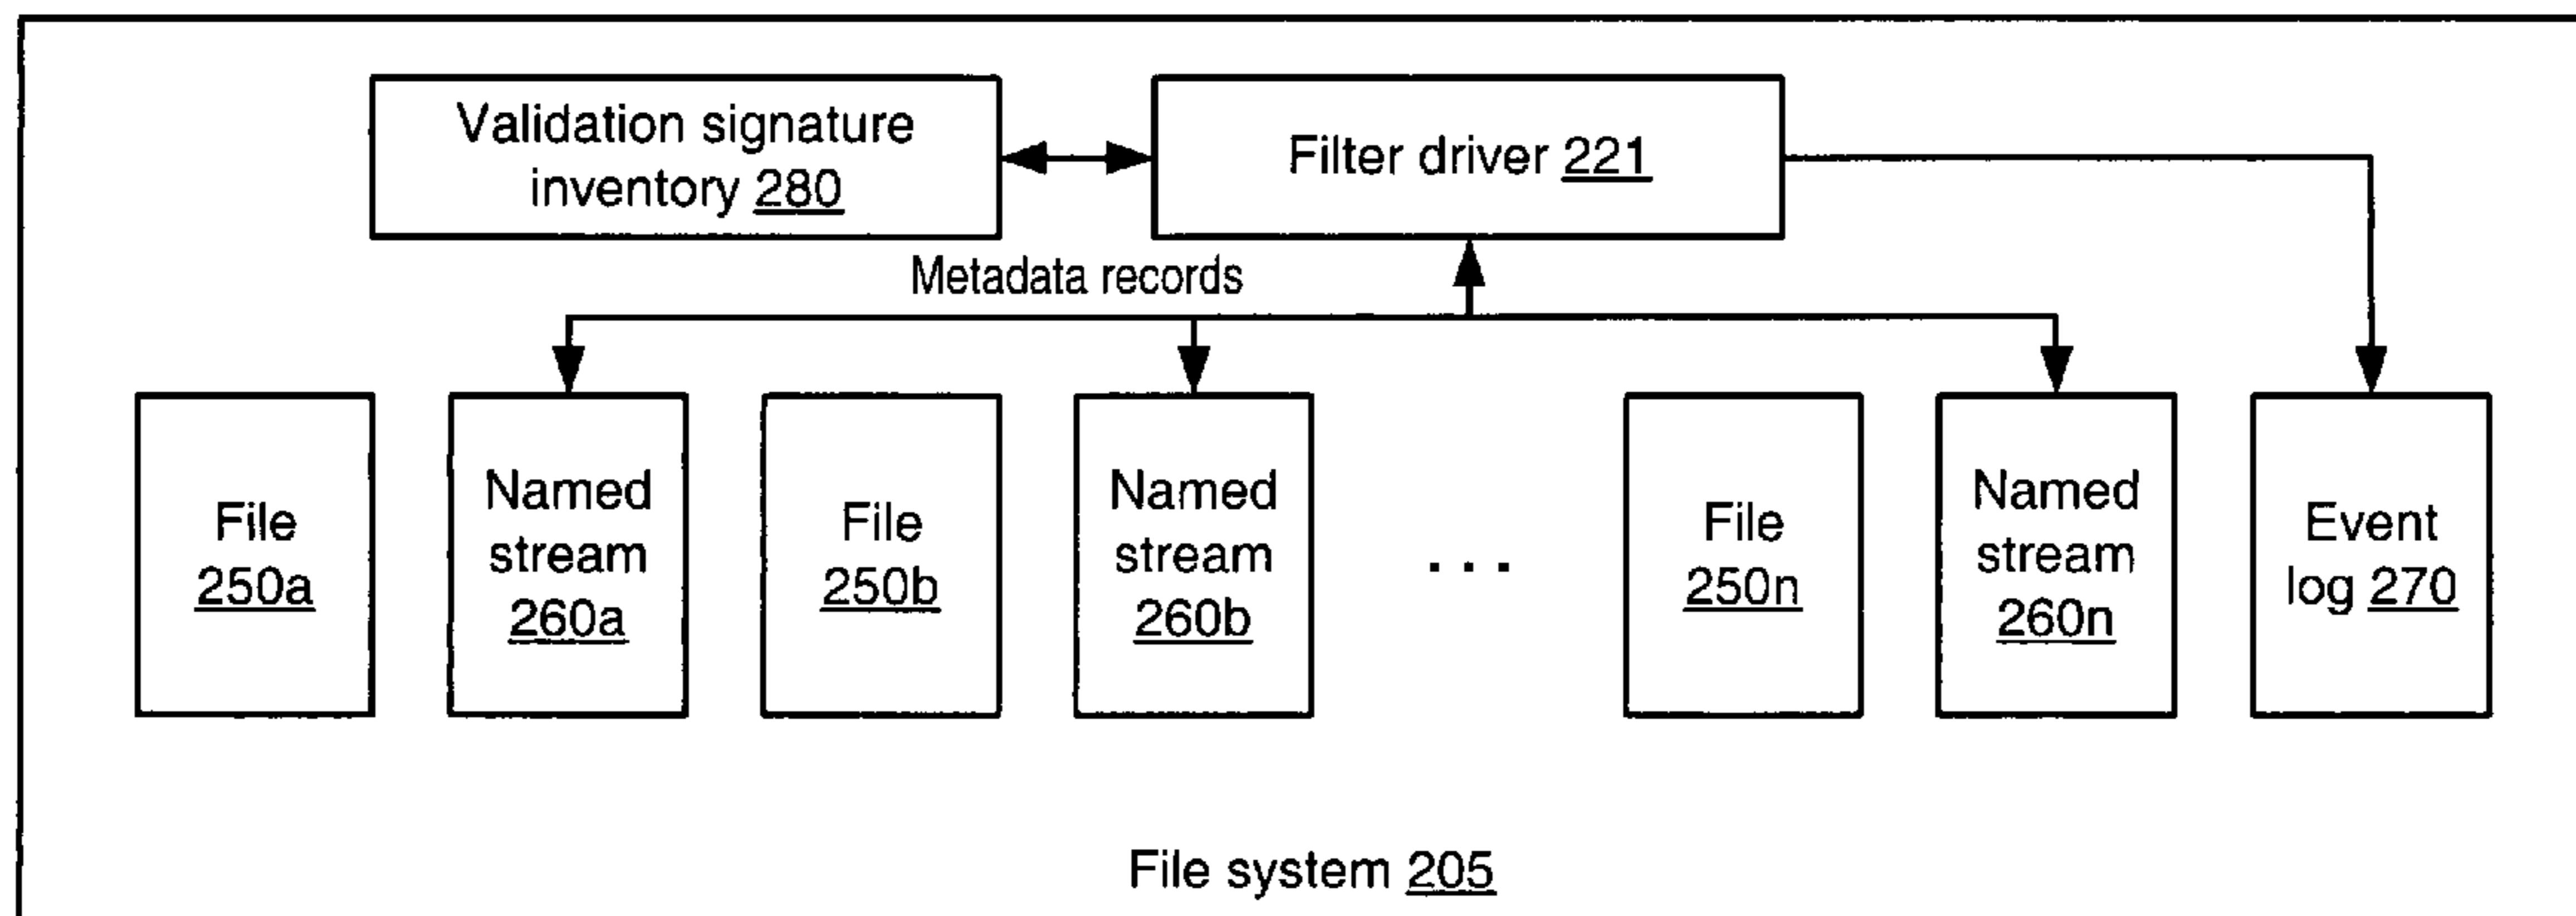 Validation signature
inventory 280
Filter driver 221
Metadata records
File
250a
Named
stream
260a
File
250b
Named
stream
260b
...
File
250n
Named
stream
260n
Event
log 270
File system 205